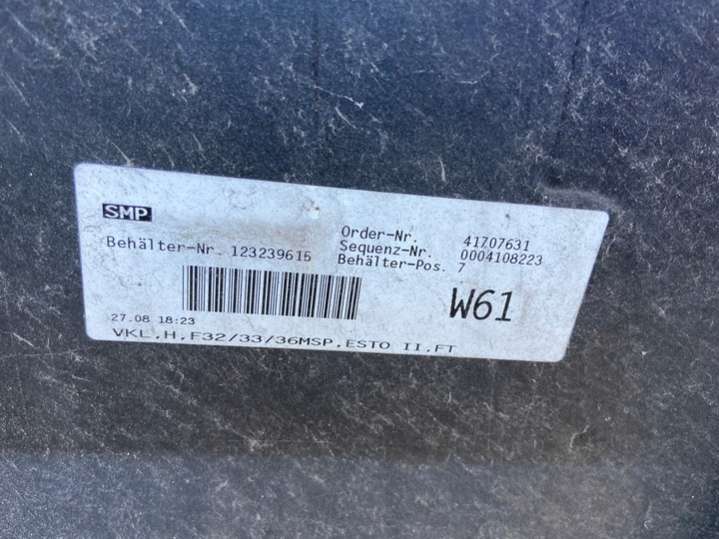 SMP
Order-Nr. 41707631
Behälter-Nr. 123239615
Sequenz-Nr. 0004108223
Behälter-Pos. 7
W61
27.08 18:23
VKL,H,F32/33/36MSP,ESTO II,FT